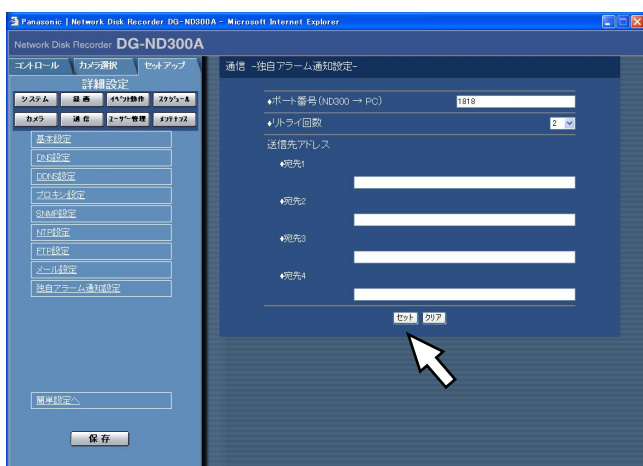 Panasonic | Network Disk Recorder DG-ND300A - Microsoft Internet Explorer
Network Disk Recorder DG-ND300A
コントロール カメラ選択 セットアップ
詳細設定
システム 録画 イベント動作 スケジュール
カメラ 通信 ユーザー管理 メンテナンス
基本設定
DNS設定
DDNS設定
プロキシ設定
SNMP設定
NTP設定
FTP設定
メール設定
独自アラーム通知設定
簡単設定へ
保存
通信 -独自アラーム通知設定-
♦ポート番号(ND300 → PC) 1818
♦リトライ回数 2
送信先アドレス
♦宛先1
♦宛先2
♦宛先3
♦宛先4
セット クリア